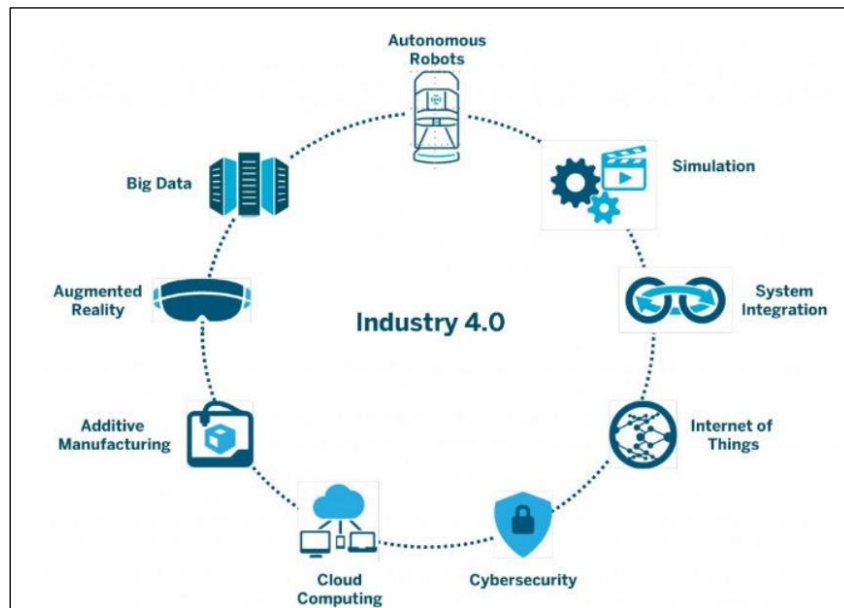 Autonomous
Robots
Simulation
System
Integration
Internet of
Things
Cybersecurity
Cloud
Computing
Additive
Manufacturing
Augmented
Reality
Big Data
Industry 4.0